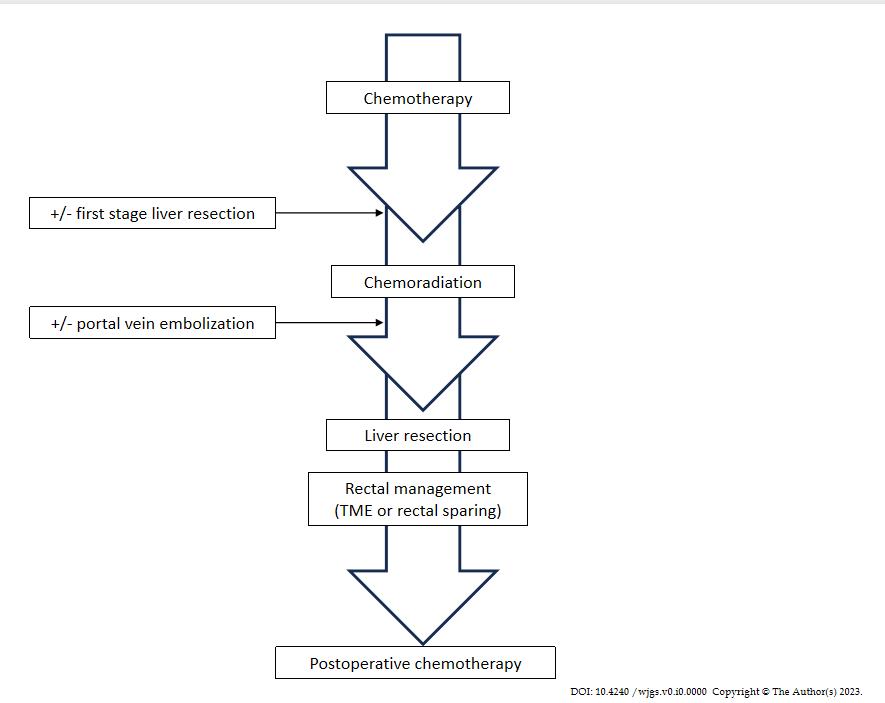 Chemotherapy
+/- first stage liver resection
Chemoradiation
+/- portal vein embolization
Liver resection
Rectal management
(TME or rectal sparing)
Postoperative chemotherapy
DOI: 10.4240 /wjgs.v0.i0.0000 Copyright © The Author(s) 2023.